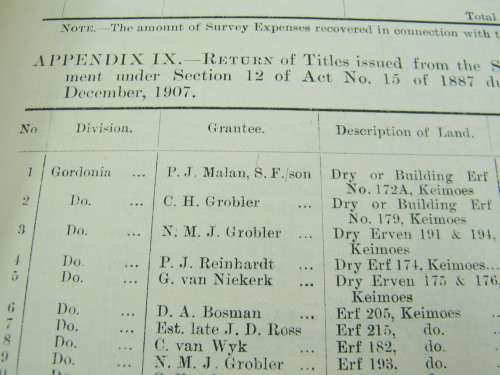 Total
NOTE.—The amount of Survey Expenses recovered in connection with
APPENDIX IX.—RETURN of Titles issued from the
ment under Section 12 of Act No. 15 of 1887
December, 1907.
No Division. Grantee. Description of Land.
1 Gordonia ... P. J. Malan, S. F./son Dry or Building Erf
No. 172A, Keimoes
2 Do. ... C. H. Grobler ... Dry or Building Erf
No. 179, Keimoes
3 Do. ... N. M. J. Grobler ... Dry Erven 191 & 194,
Keimoes
4 Do. ... P. J. Reinhardt ... Dry Erf 174, Keimoes...
5 Do. ... G. van Niekerk ... Dry Erven 175 & 176,
Keimoes
6 Do. ... D. A. Bosman ... Erf 205, Keimoes ...
7 Do. ... Est. late J. D. Ross Erf 215, do. ...
8 Do. ... C. van Wyk ... Erf 182, do. ...
9 Do. ... N. M. J. Grobler ... Erf 193, do.